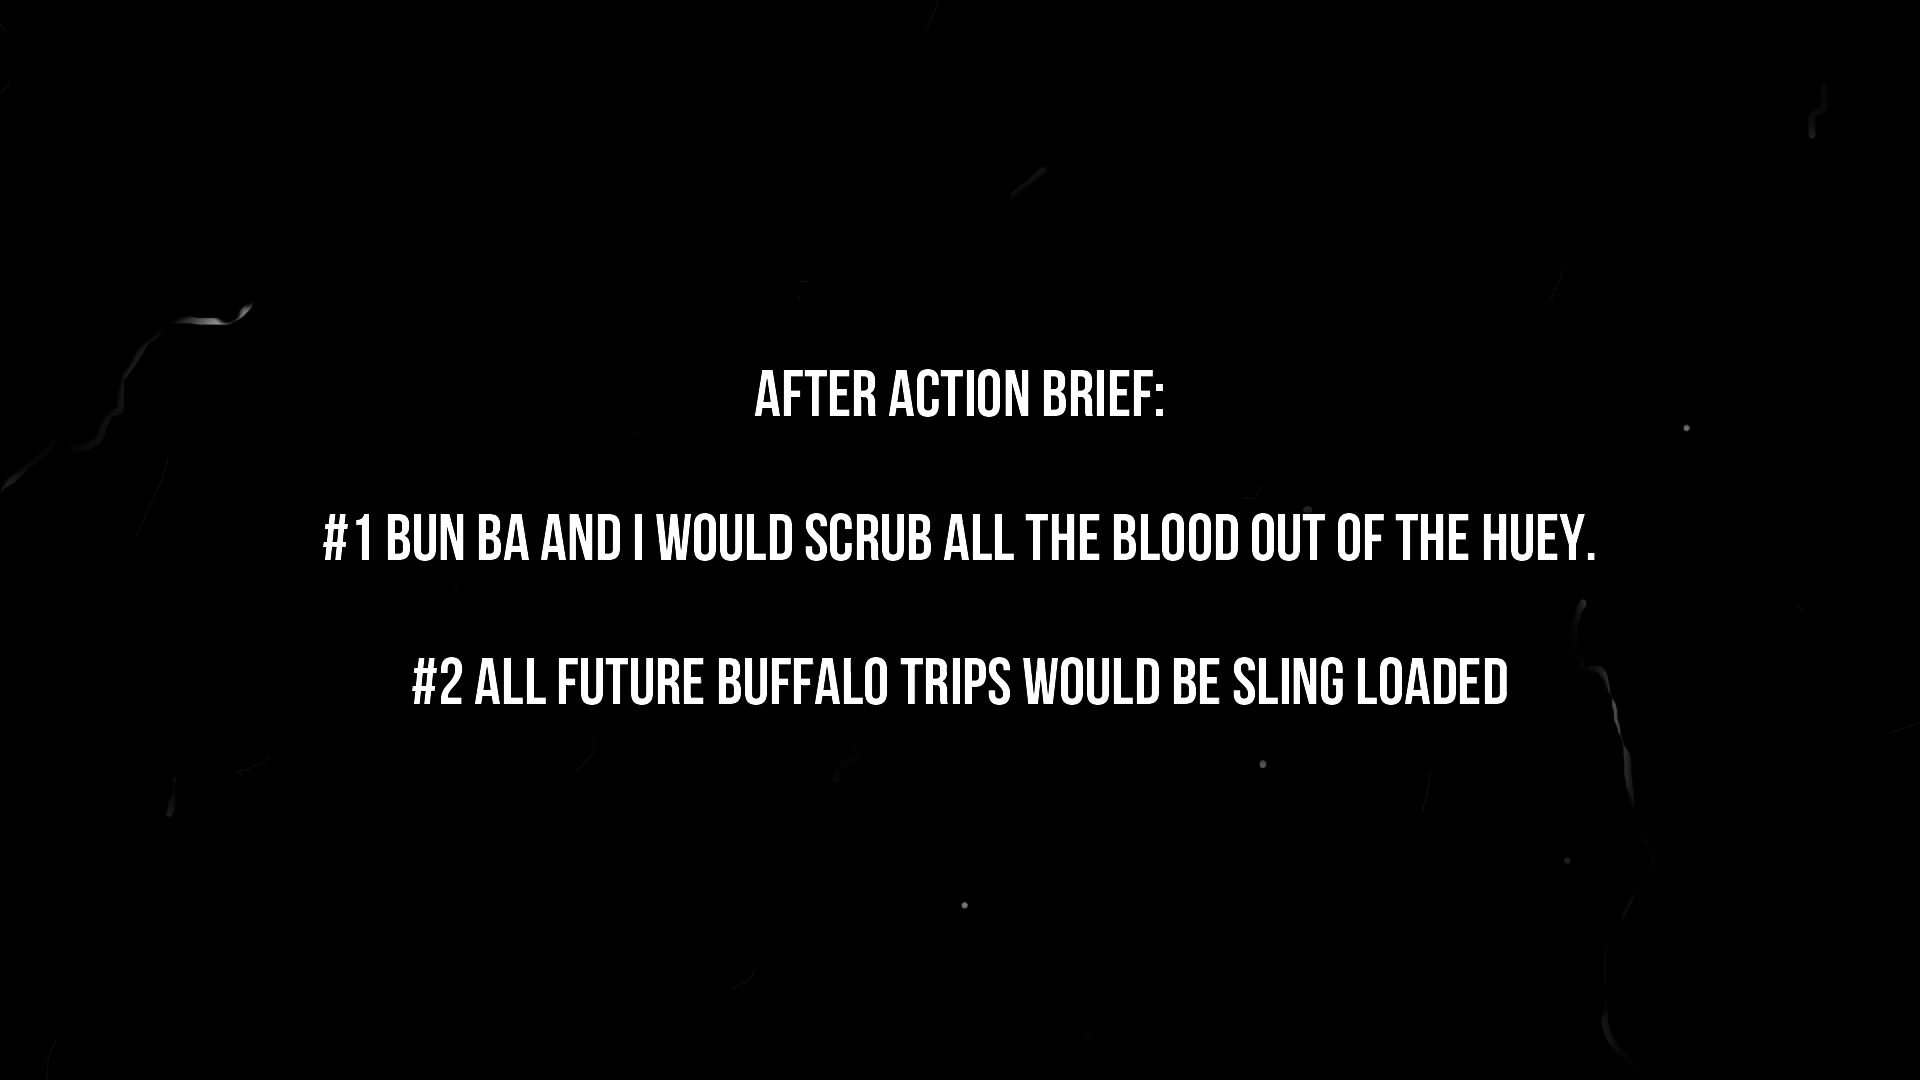 AFTER ACTION BRIEF:
#1 BUN BA AND I WOULD SCRUB ALL THE BLOOD OUT OF THE HUEY.
#2 ALL FUTURE BUFFALO TRIPS WOULD BE SLING LOADED